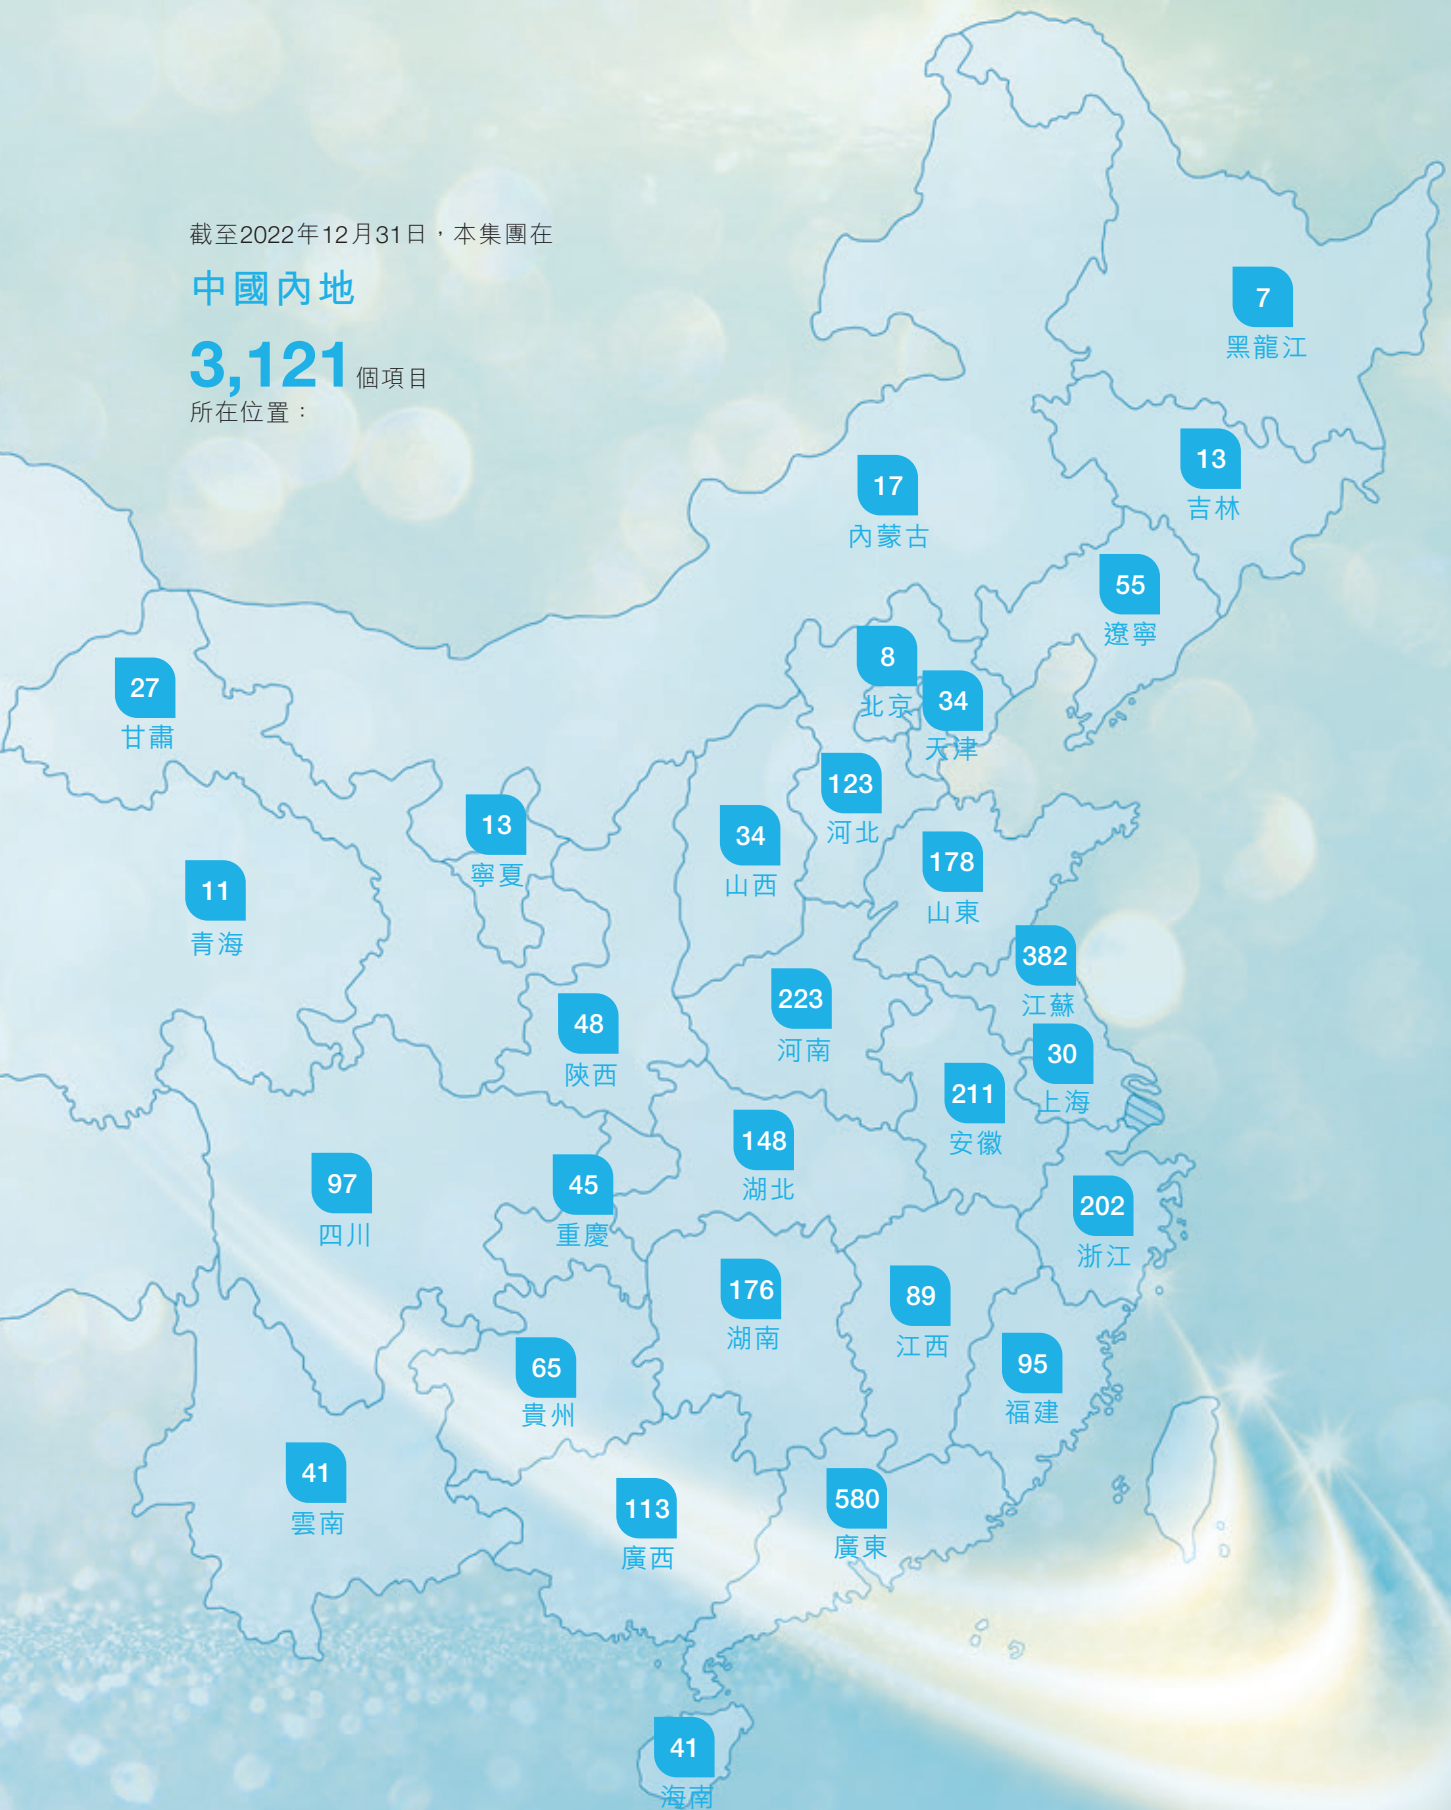 截至2022年12月31日，本集團在
中國內地
3,121個項目
所在位置：
7
黑龍江
13
吉林
17
內蒙古
55
遼寧
8
北京
34
天津
27
甘肅
123
河北
13
寧夏
34
山西
178
山東
11
青海
382
江蘇
223
河南
48
陝西
30
上海
211
安徽
148
湖北
97
四川
45
重慶
202
浙江
176
湖南
89
江西
65
貴州
95
福建
41
雲南
113
廣西
580
廣東
41
海南